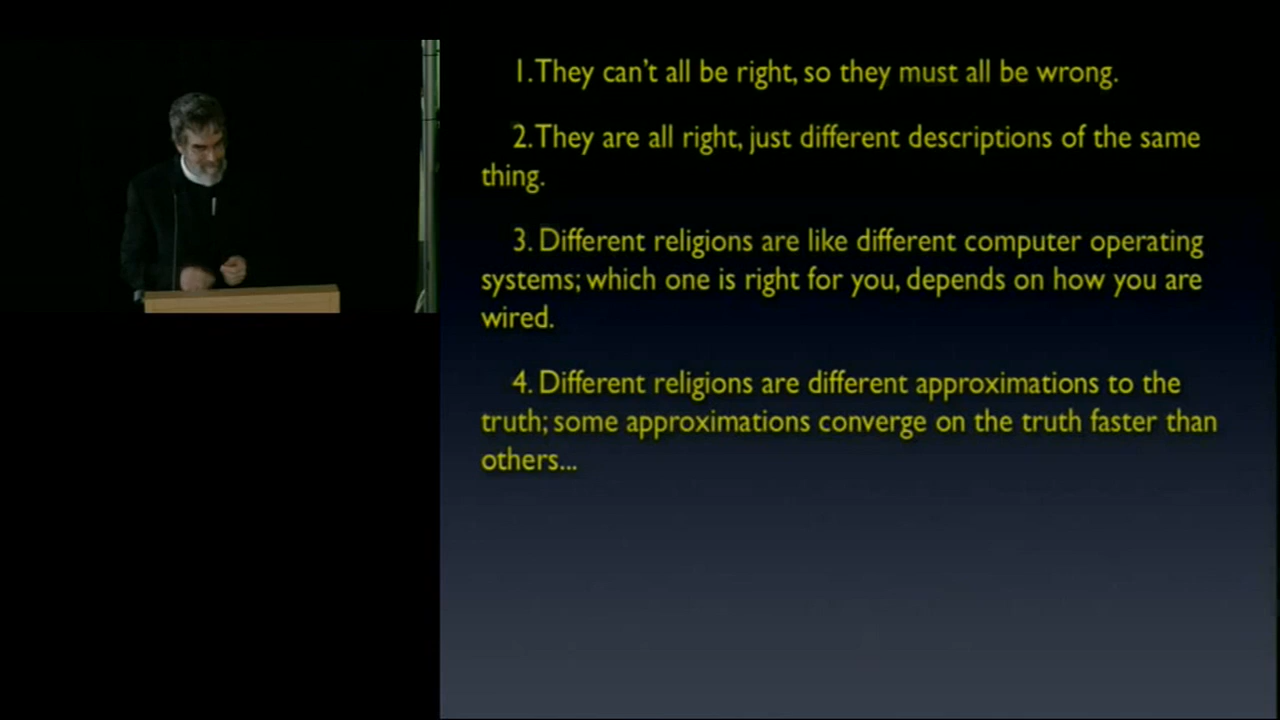 1.They can't all be right, so they must all be wrong.
2.They are all right, just different descriptions of the same
thing.
3. Different religions are like different computer operating
systems; which one is right for you, depends on how you are
wired.
4. Different religions are different approximations to the
truth; some approximations converge on the truth faster than
others...